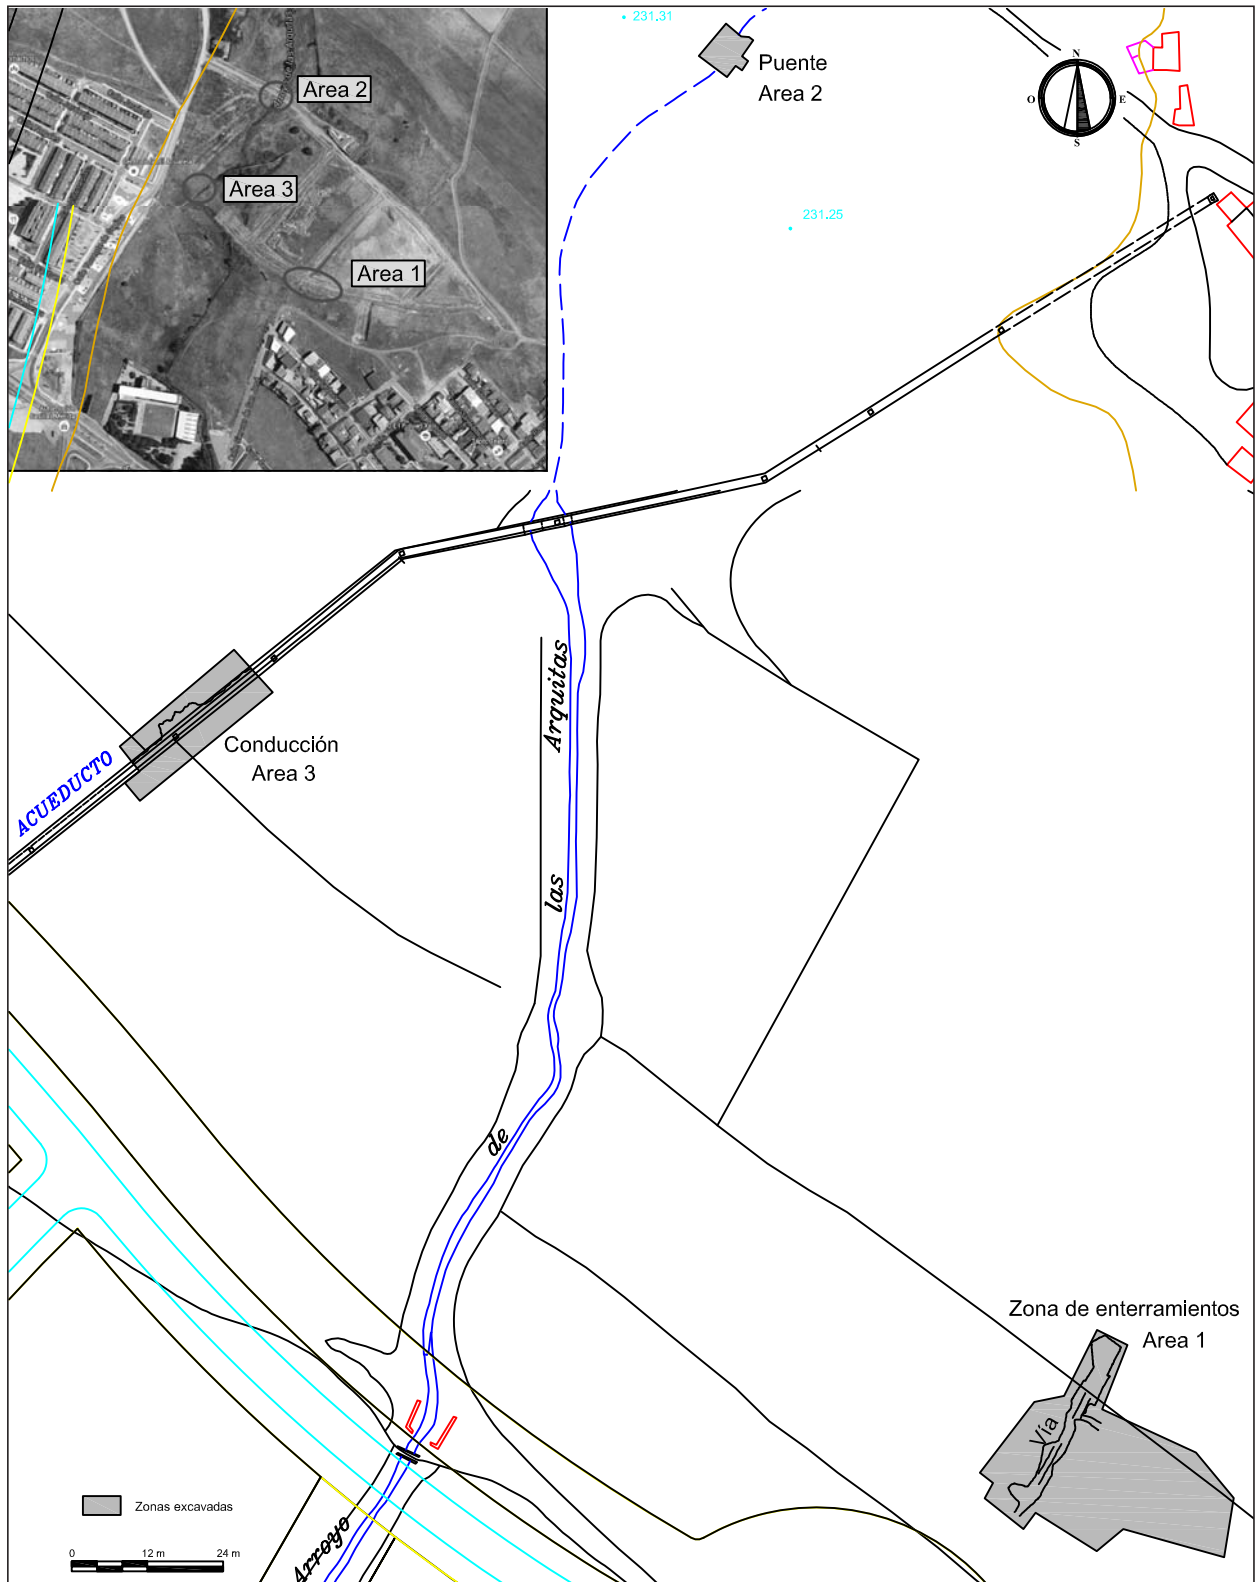 231.31
Puente
Area 2
N
O
E
S
Area 2
Area 3
Area 1
231.25
Arquitas
las
de
Arroyo
Conducción
Area 3
ACUEDUCTO
Zona de enterramientos
Area 1
Vía
Zonas excavadas
0 12 m 24 m